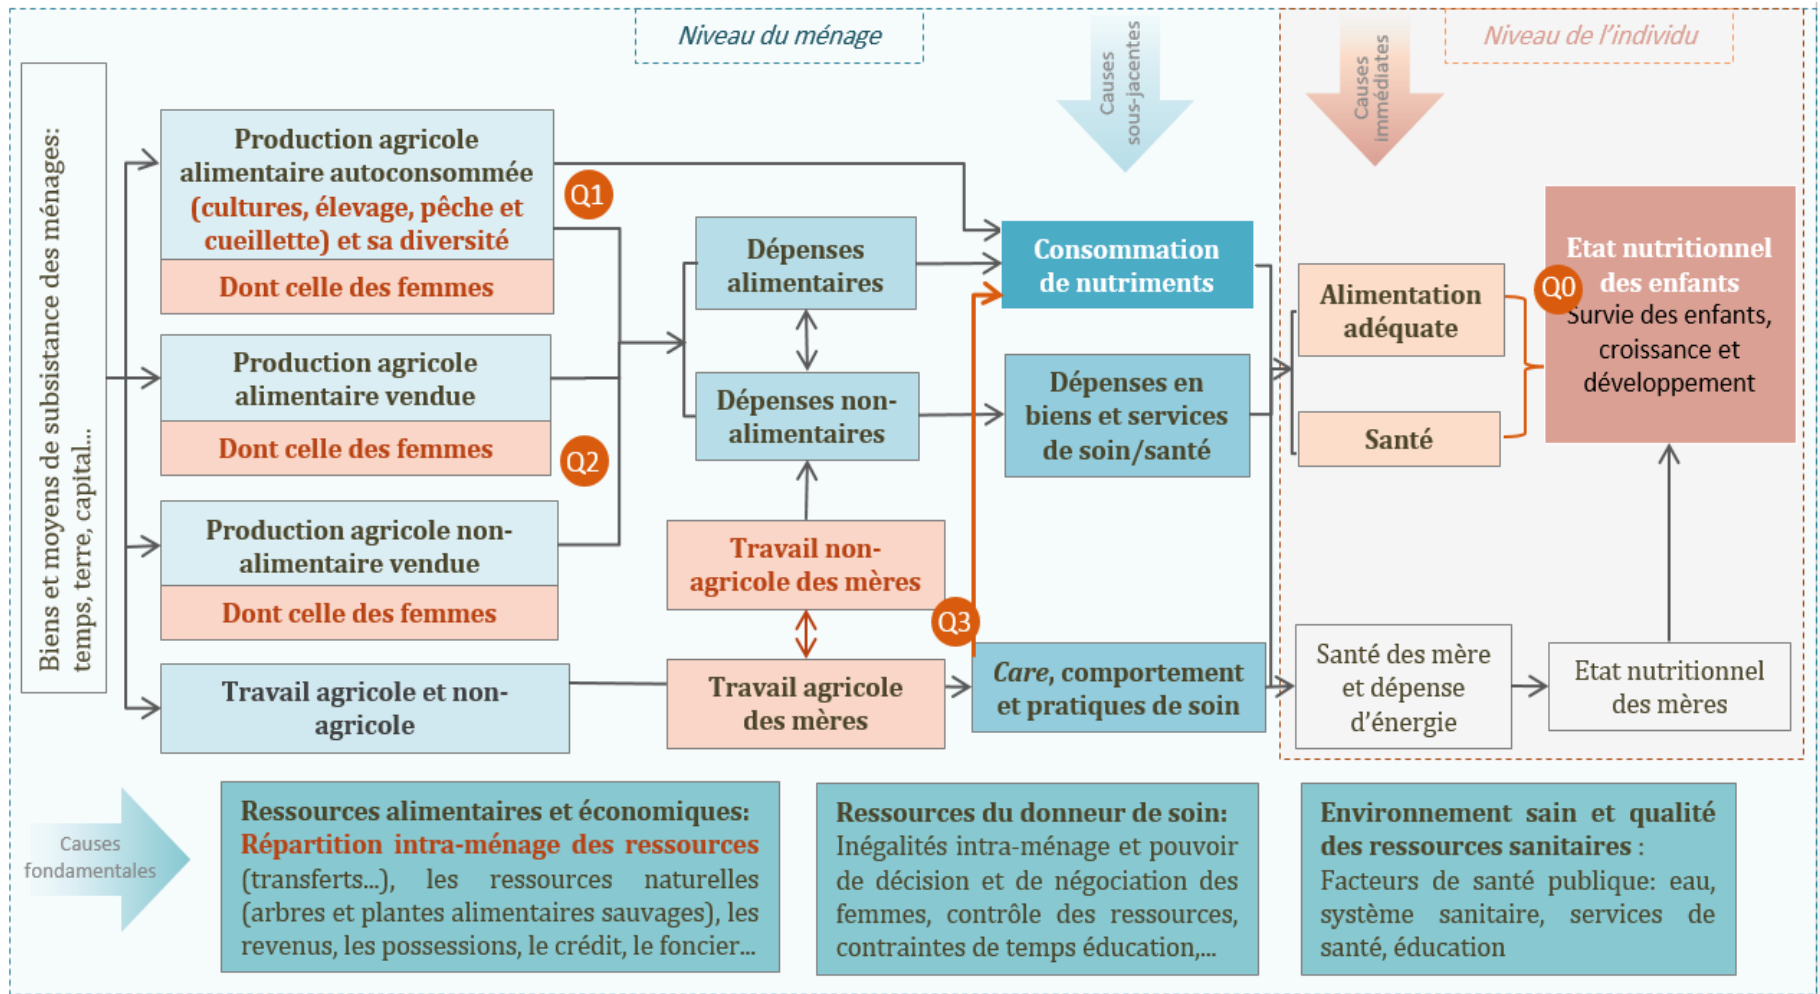 Niveau du ménage
Niveau de l'individu
Causes
sous-jacentes
Causes
immédiates
Biens et moyens de subsistance des ménages:
temps, terre, capital...
Production agricole
alimentaire autoconsommée
(cultures, élevage, pêche et
cueillette) et sa diversité
Dont celle des femmes
Q1
Production agricole
alimentaire vendue
Dont celle des femmes
Q2
Production agricole non-
alimentaire vendue
Dont celle des femmes
Travail agricole et non-
agricole
Dépenses
alimentaires
Dépenses non-
alimentaires
Travail non-
agricole des mères
Q3
Travail agricole
des mères
Consommation
de nutriments
Dépenses en
biens et services
de soin/santé
Care, comportement
et pratiques de soin
Alimentation
adéquate
Santé
Q0
Etat nutritionnel
des enfants
Survie des enfants,
croissance et
développement
Santé des mère
et dépense
d'énergie
Etat nutritionnel
des mères
Causes
fondamentales
Ressources alimentaires et économiques:
Répartition intra-ménage des ressources
(transferts...), les ressources naturelles
(arbres et plantes alimentaires sauvages), les
revenus, les possessions, le crédit, le foncier...
Ressources du donneur de soin:
Inégalités intra-ménage et pouvoir
de décision et de négociation des
femmes, contrôle des ressources,
contraintes de temps éducation,...
Environnement sain et qualité
des ressources sanitaires :
Facteurs de santé publique: eau,
système sanitaire, services de
santé, éducation